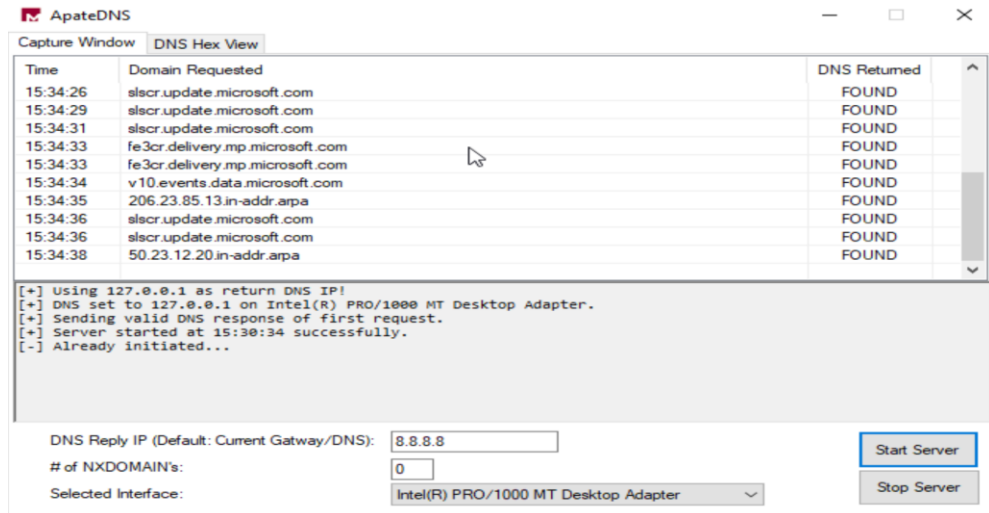 ApateDNS
Capture Window DNS Hex View
Time Domain Requested DNS Returned
15:34:26 slscr.update.microsoft.com FOUND
15:34:29 slscr.update.microsoft.com FOUND
15:34:31 slscr.update.microsoft.com FOUND
15:34:33 fe3cr.delivery.mp.microsoft.com FOUND
15:34:33 fe3cr.delivery.mp.microsoft.com FOUND
15:34:34 v10.events.data.microsoft.com FOUND
15:34:35 206.23.85.13.in-addr.arpa FOUND
15:34:36 slscr.update.microsoft.com FOUND
15:34:36 slscr.update.microsoft.com FOUND
15:34:38 50.23.12.20.in-addr.arpa FOUND
[+] Using 127.0.0.1 as return DNS IP!
[+] DNS set to 127.0.0.1 on Intel(R) PRO/1000 MT Desktop Adapter.
[+] Sending valid DNS response of first request.
[+] Server started at 15:30:34 successfully.
[-] Already initiated...
DNS Reply IP (Default: Current Gatway/DNS): 8.8.8.8
Start Server
# of NXDOMAIN's: 0
Selected Interface: Intel(R) PRO/1000 MT Desktop Adapter
Stop Server